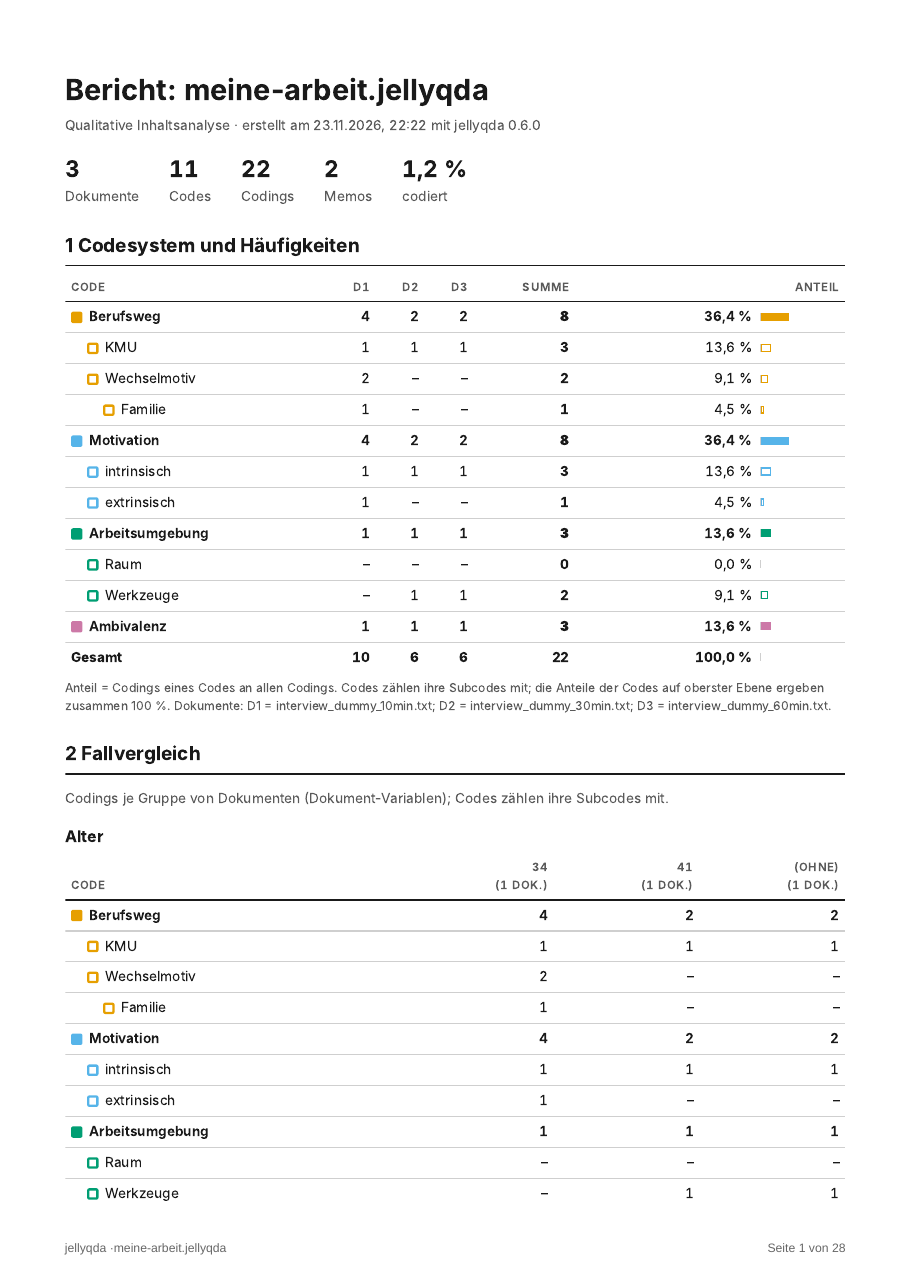 Bericht: meine-arbeit.jellyqda
Qualitative Inhaltsanalyse · erstellt am 23.11.2026, 22:22 mit jellyqda 0.6.0
3 11 22 2 1,2 %
Dokumente Codes Codings Memos codiert
1 Codesystem und Häufigkeiten
CODE D1 D2 D3 SUMME ANTEIL
Berufsweg 4 2 2 8 36,4 %
KMU 1 1 1 3 13,6 %
Wechselmotiv 2 – – 2 9,1 %
Familie 1 – – 1 4,5 %
Motivation 4 2 2 8 36,4 %
intrinsisch 1 1 1 3 13,6 %
extrinsisch 1 – – 1 4,5 %
Arbeitsumgebung 1 1 1 3 13,6 %
Raum – – – 0 0,0 %
Werkzeuge – 1 1 2 9,1 %
Ambivalenz 1 1 1 3 13,6 %
Gesamt 10 6 6 22 100,0 %
Anteil = Codings eines Codes an allen Codings. Codes zählen ihre Subcodes mit; die Anteile der Codes auf oberster Ebene ergeben
zusammen 100 %. Dokumente: D1 = interview_dummy_10min.txt; D2 = interview_dummy_30min.txt; D3 = interview_dummy_60min.txt.
2 Fallvergleich
Codings je Gruppe von Dokumenten (Dokument-Variablen); Codes zählen ihre Subcodes mit.
Alter
34 41 (OHNE)
CODE (1 DOK.) (1 DOK.) (1 DOK.)
Berufsweg 4 2 2
KMU 1 1 1
Wechselmotiv 2 – –
Familie 1 – –
Motivation 4 2 2
intrinsisch 1 1 1
extrinsisch 1 – –
Arbeitsumgebung 1 1 1
Raum – – –
Werkzeuge – 1 1
jellyqda ·meine-arbeit.jellyqda Seite 1 von 28